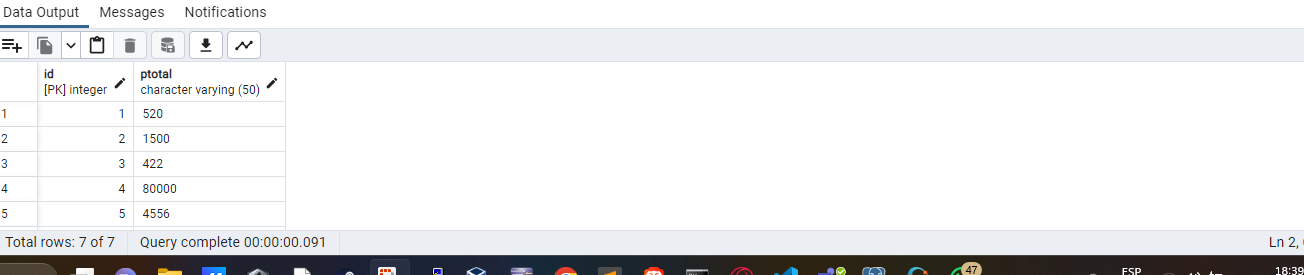 Data Output Messages Notifications
id ptotal
[PK] integer character varying (50)
1 1 520
2 2 1500
3 3 422
4 4 80000
5 5 4556
Total rows: 7 of 7 Query complete 00:00:00.091 Ln 2,
47
ESP 18:39